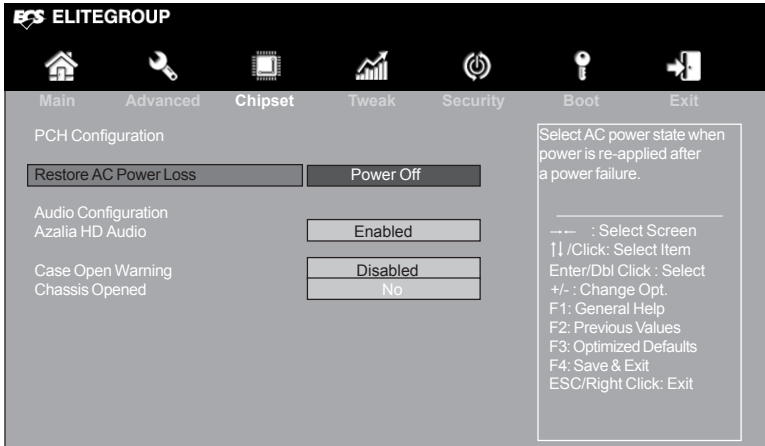 ECS ELITEGROUP
Main Advanced Chipset Tweak Security Boot Exit
PCH Configuration
Restore AC Power Loss Power Off
Audio Configuration
Azalia HD Audio Enabled
Case Open Warning Disabled
Chassis Opened No
Select AC power state when
power is re-applied after
a power failure.
→← : Select Screen
↑↓/Click: Select Item
Enter/Dbl Click : Select
+/- : Change Opt.
F1: General Help
F2: Previous Values
F3: Optimized Defaults
F4: Save & Exit
ESC/Right Click: Exit